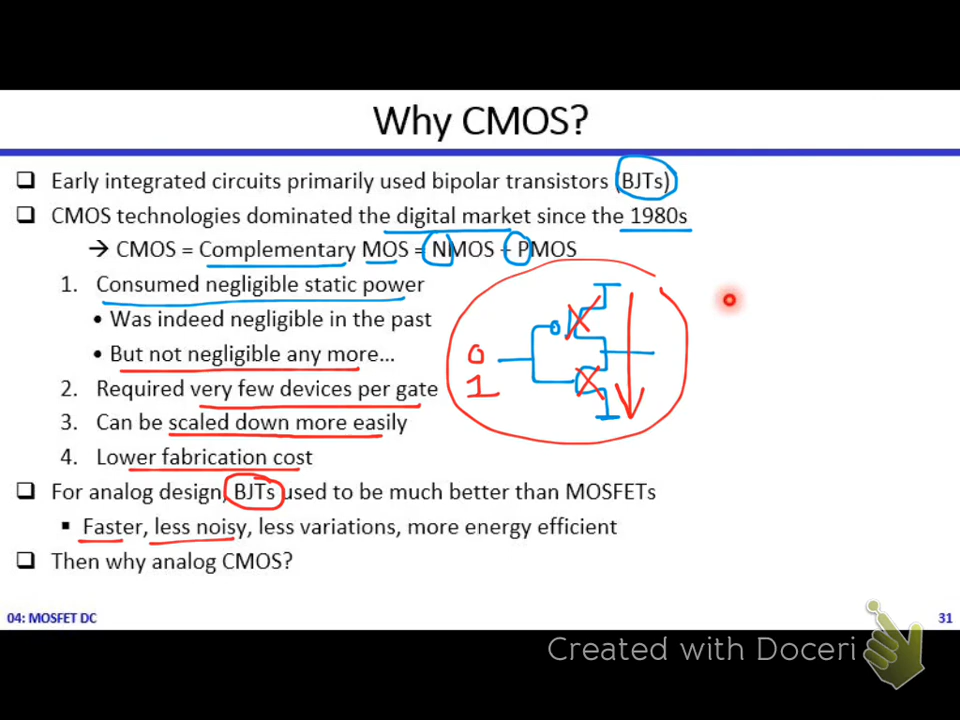 Why CMOS?
❑ Early integrated circuits primarily used bipolar transistors (BJTs)
❑ CMOS technologies dominated the digital market since the 1980s
→ CMOS = Complementary MOS = NMOS + PMOS
1. Consumed negligible static power
• Was indeed negligible in the past
• But not negligible any more...
0
2. Required very few devices per gate
1
3. Can be scaled down more easily
4. Lower fabrication cost
❑ For analog design, BJTs used to be much better than MOSFETs
▪ Faster, less noisy, less variations, more energy efficient
❑ Then why analog CMOS?
04: MOSFET DC
31
Created with Doceri